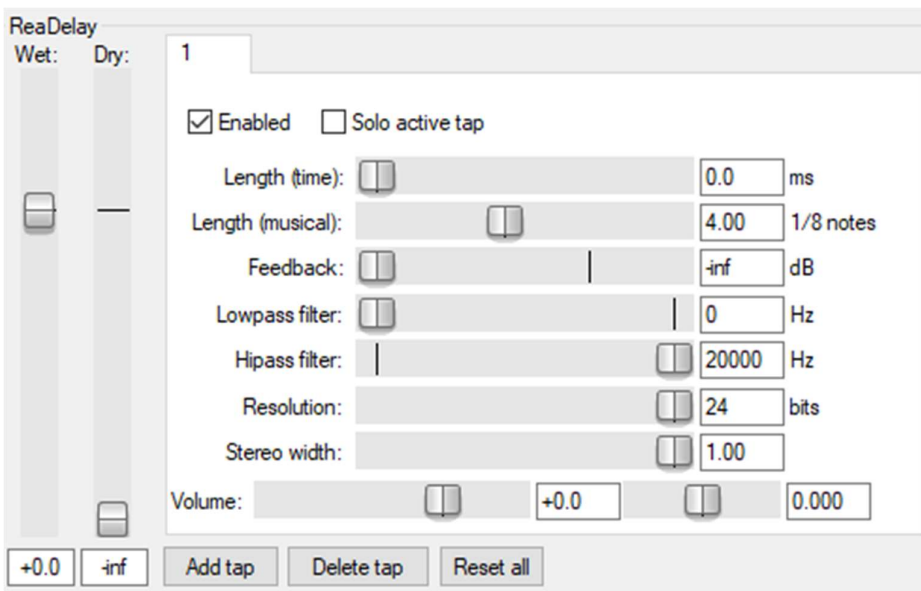 ReaDelay
Wet: Dry: 1
Enabled Solo active tap
Length (time): 0.0 ms
Length (musical): 4.00 1/8 notes
Feedback: -inf dB
Lowpass filter: 0 Hz
Hipass filter: 20000 Hz
Resolution: 24 bits
Stereo width: 1.00
Volume: +0.0 0.000
+0.0 -inf Add tap Delete tap Reset all